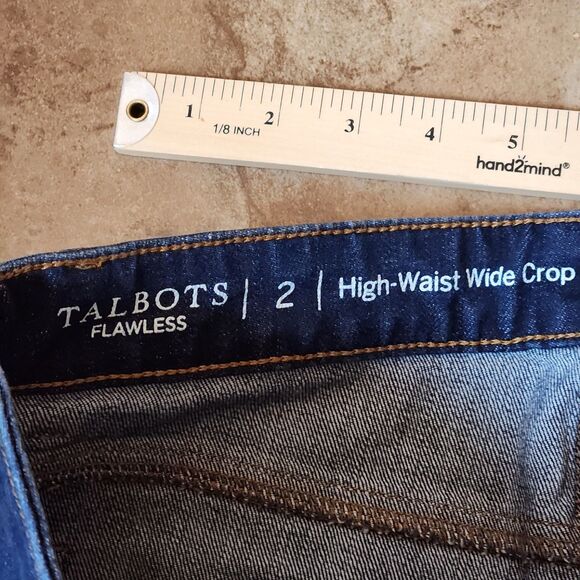 1 2 3 4 5
1/8 INCH
hand2mind®
TALBOTS | 2 | High-Waist Wide Crop
FLAWLESS